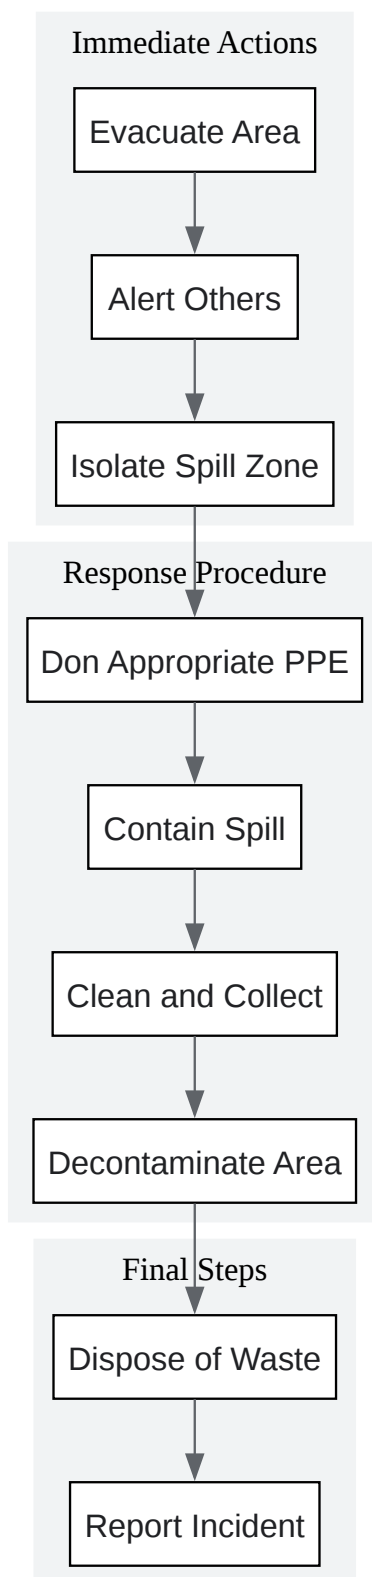 Immediate Actions
Evacuate Area
Alert Others
Isolate Spill Zone
Response Procedure
Don Appropriate PPE
Contain Spill
Clean and Collect
Decontaminate Area
Final Steps
Dispose of Waste
Report Incident